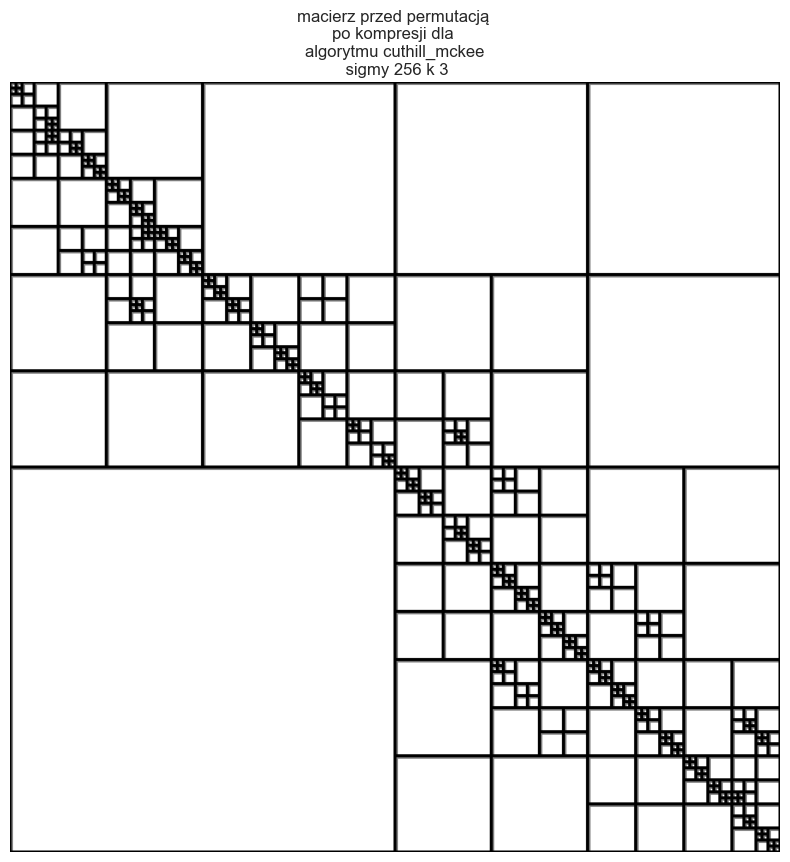 macierz przed permutacją
po kompresji dla
algorytmu cuthill_mckee
sigmy 256 k 3